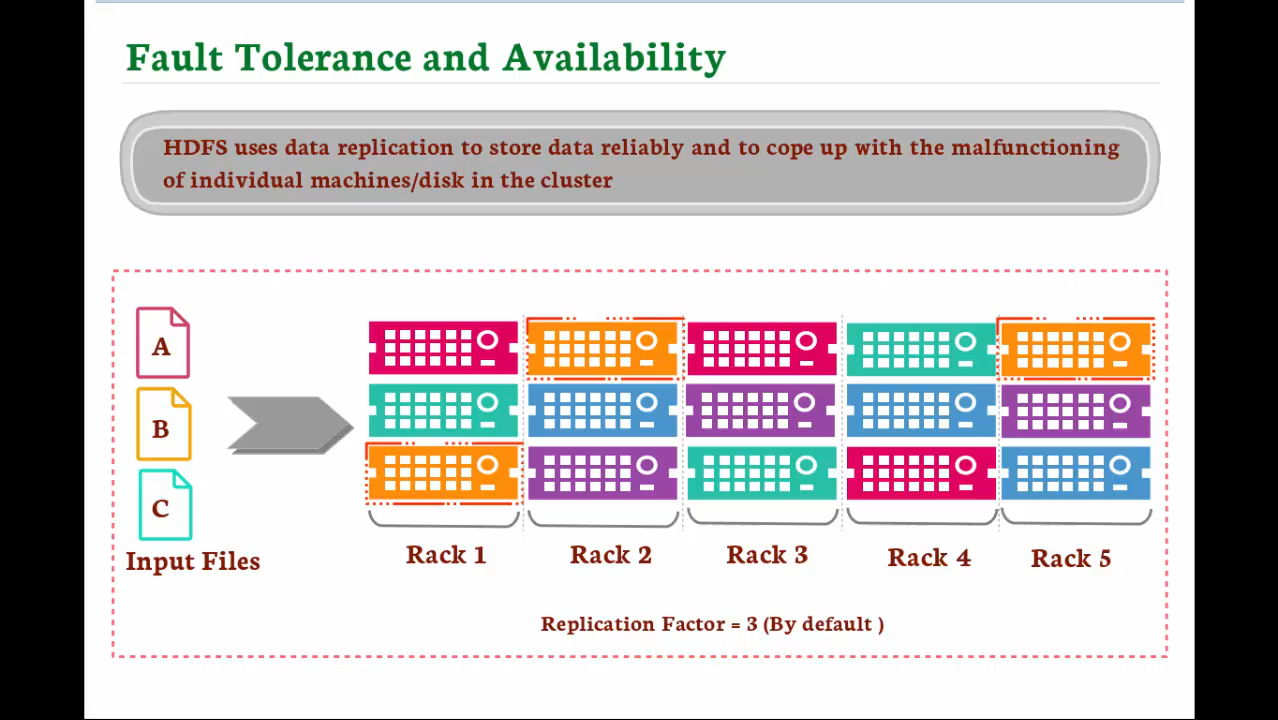 Fault Tolerance and Availability
HDFS uses data replication to store data reliably and to cope up with the malfunctioning
of individual machines/disk in the cluster
A
B
C
Input Files
Rack 1
Rack 2
Rack 3
Rack 4
Rack 5
Replication Factor = 3 (By default )